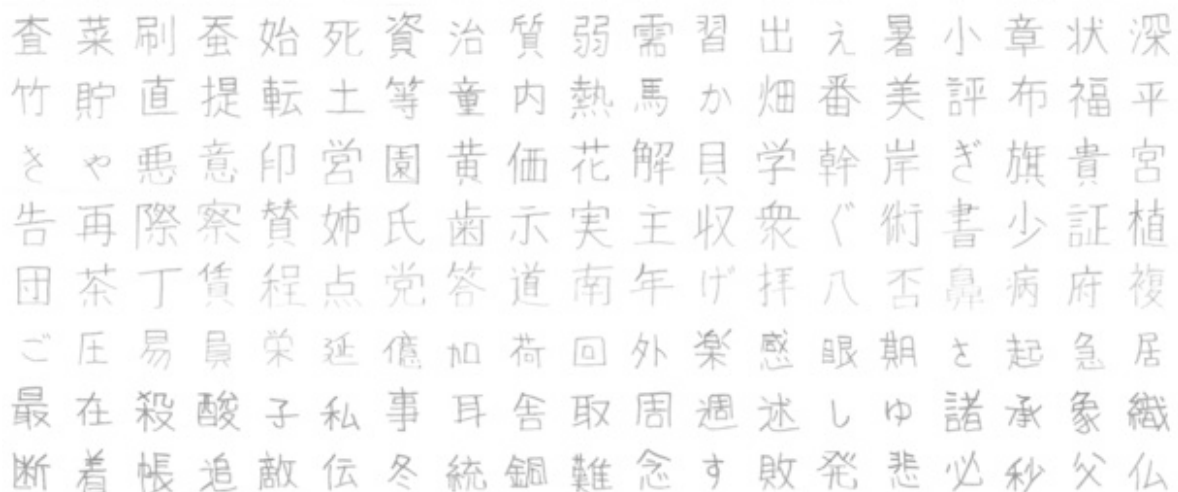 査菜刷蚕始死資治質弱需習出え暑小章状深
竹貯直提転土等童内熱馬か畑番美評布福平
きや悪意印営園黄価花解貝学幹岸ぎ旗貴宮
告再際察賛姉氏歯示実主収衆ぐ術書少証植
団茶丁賃程点党答道南年げ拝八否鼻病府複
ご圧易員栄延億加荷回外楽感眼期さ起急居
最在殺酸子私事耳舎取周週述しゆ諸承象織
断着帳追敵伝冬統銅難念す敗発悲必秒父仏